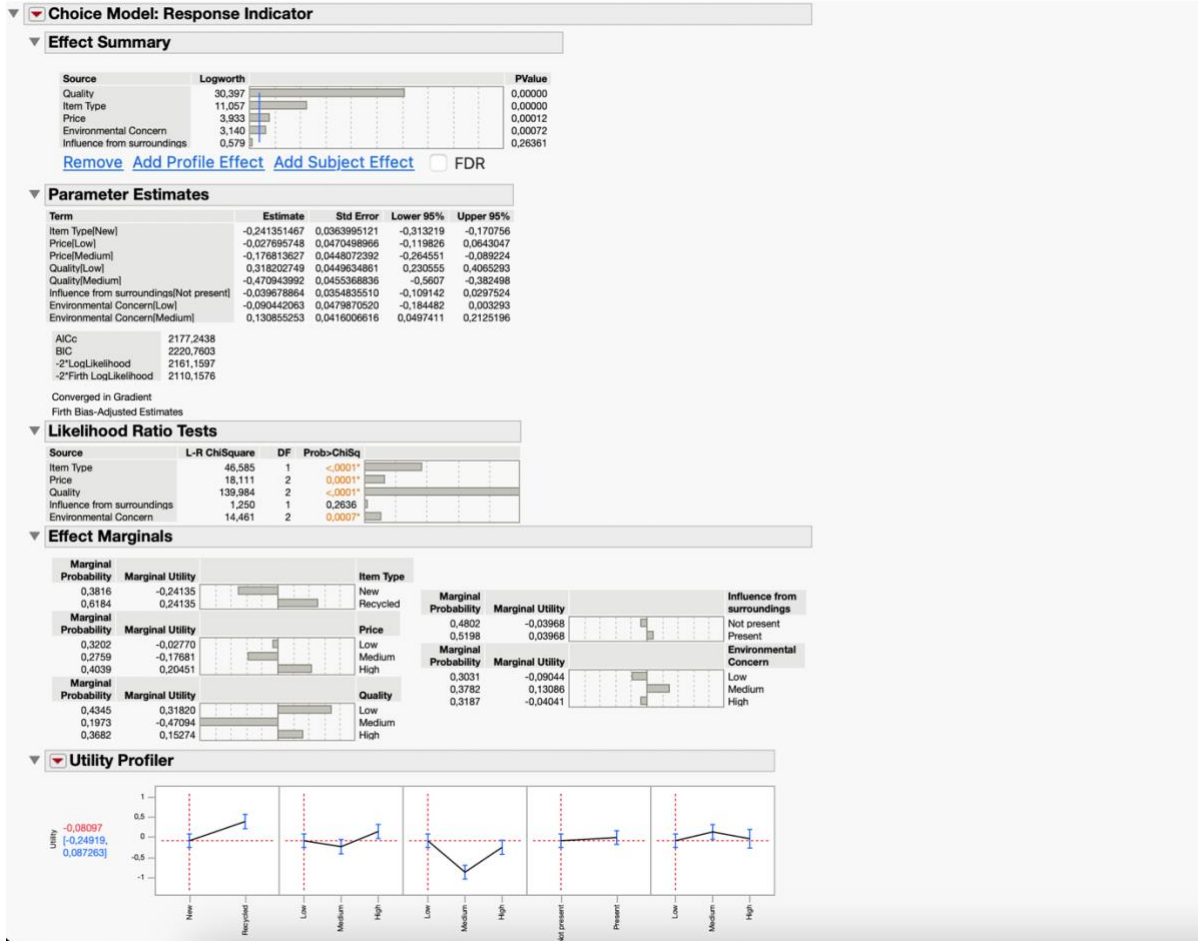 Choice Model: Response Indicator
Effect Summary
Source Logworth PValue
Quality 30,397 0,00000
Item Type 11,057 0,00000
Price 3,933 0,00012
Environmental Concern 3,140 0,00072
Influence from surroundings 0,579 0,26361
Remove Add Profile Effect Add Subject Effect FDR
Parameter Estimates
Term Estimate Std Error Lower 95% Upper 95%
Item Type[New] -0,241351467 0,0363995121 -0,313219 -0,170756
Price[Low] -0,027695748 0,0470498966 -0,119826 0,0643047
Price[Medium] -0,176813627 0,0448072392 -0,264551 -0,089224
Quality[Low] 0,318202749 0,0449634861 0,230555 0,4065293
Quality[Medium] -0,470943992 0,0455368836 -0,5607 -0,382498
Influence from surroundings[Not present] -0,039678864 0,0354835510 -0,109142 0,0297524
Environmental Concern[Low] -0,090442063 0,0479870520 -0,184482 0,003293
Environmental Concern[Medium] 0,130855253 0,0416006616 0,0497411 0,2125196
AICc 2177,2438
BIC 2220,7603
-2*LogLikelihood 2161,1597
-2*Firth LogLikelihood 2110,1576
Converged in Gradient
Firth Bias-Adjusted Estimates
Likelihood Ratio Tests
Source L-R ChiSquare DF Prob>ChiSq
Item Type 46,585 1 <,0001*
Price 18,111 2 0,0001*
Quality 139,984 2 <,0001*
Influence from surroundings 1,250 1 0,2636
Environmental Concern 14,461 2 0,0007*
Effect Marginals
Marginal
Probability Marginal Utility Item Type
0,3816 -0,24135 New
0,6184 0,24135 Recycled
Marginal
Probability Marginal Utility Price
0,3202 -0,02770 Low
0,2759 -0,17681 Medium
0,4039 0,20451 High
Marginal
Probability Marginal Utility Quality
0,4345 0,31820 Low
0,1973 -0,47094 Medium
0,3682 0,15274 High
Marginal Influence from
Probability Marginal Utility surroundings
0,4802 -0,03968 Not present
0,5198 0,03968 Present
Marginal Environmental
Probability Marginal Utility Concern
0,3031 -0,09044 Low
0,3782 0,13086 Medium
0,3187 -0,04041 High
Utility Profiler
Utility
-0,08097
[-0,24919,
0,087263]
1
0,5
0
-0,5
-1
New
Recycled
Low
Medium
High
Low
Medium
High
ot present
Present
Low
Medium
High